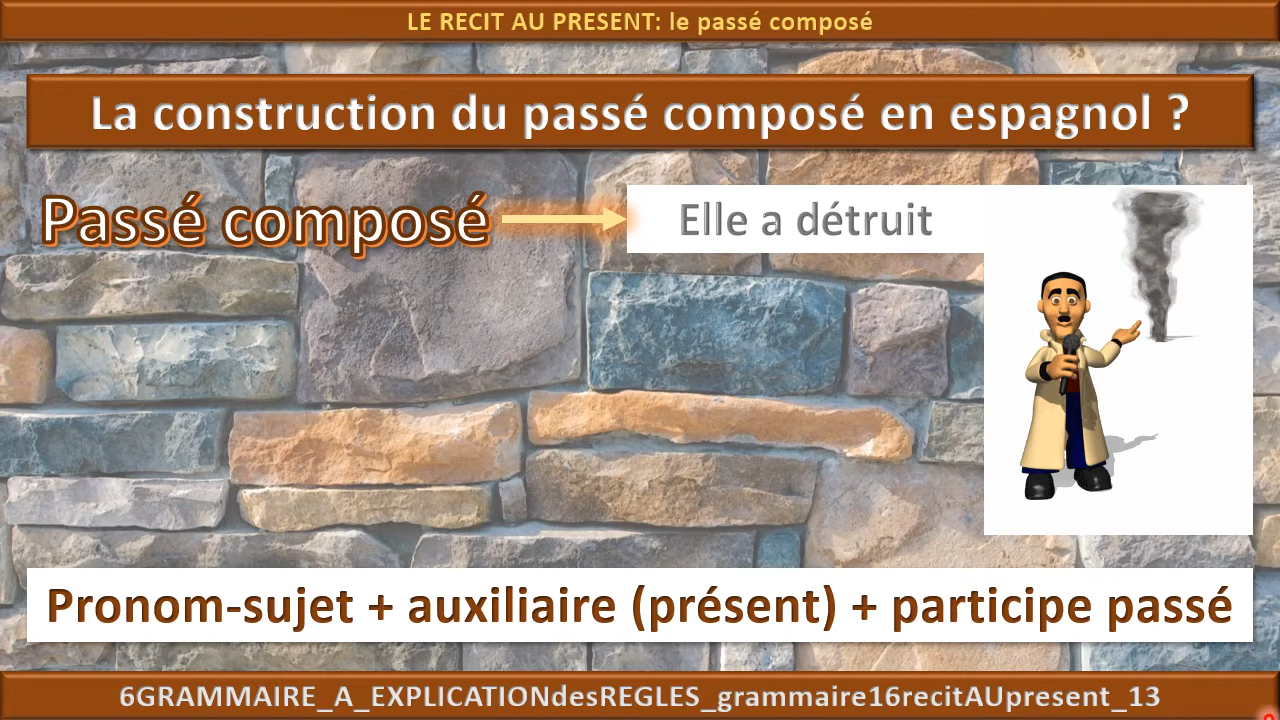 LE RECIT AU PRESENT: le passé composé
La construction du passé composé en espagnol ?
Passé composé
Elle a détruit
Pronom-sujet + auxiliaire (présent) + participe passé
6GRAMMAIRE_A_EXPLICATIONdesREGLES_grammaire16recitAUpresent_13